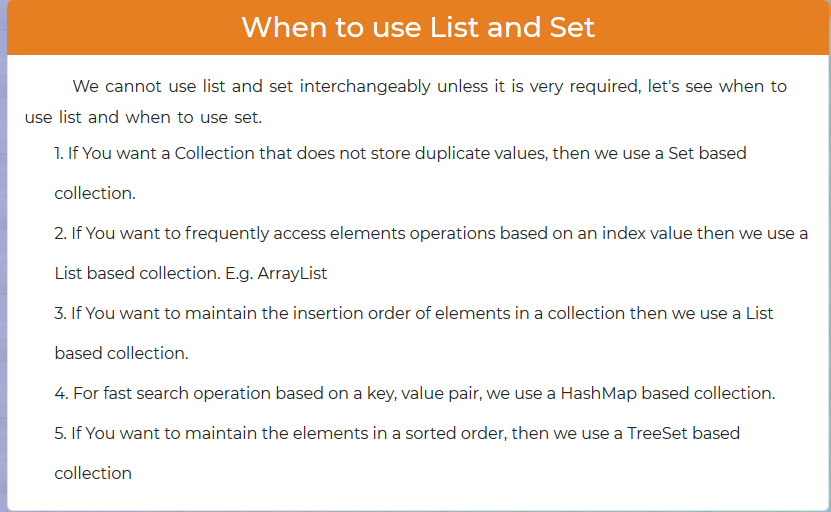 When to use List and Set
We cannot use list and set interchangeably unless it is very required, let's see when to
use list and when to use set.
1. If You want a Collection that does not store duplicate values, then we use a Set based
collection.
2. If You want to frequently access elements operations based on an index value then we use a
List based collection. E.g. ArrayList
3. If You want to maintain the insertion order of elements in a collection then we use a List
based collection.
4. For fast search operation based on a key, value pair, we use a HashMap based collection.
5. If You want to maintain the elements in a sorted order, then we use a TreeSet based
collection